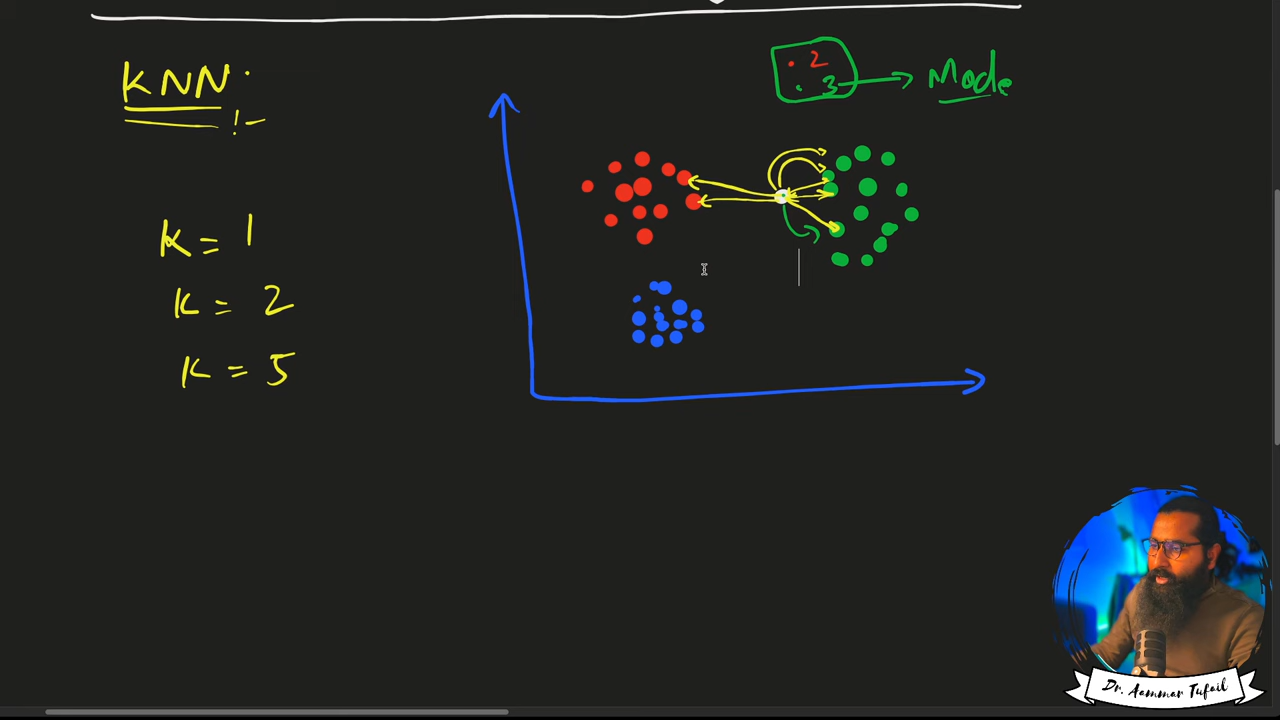 KNN:
!-
K = 1
K = 2
K = 5
. 2
. 3 → Mode
Dr. Aammar Tufail